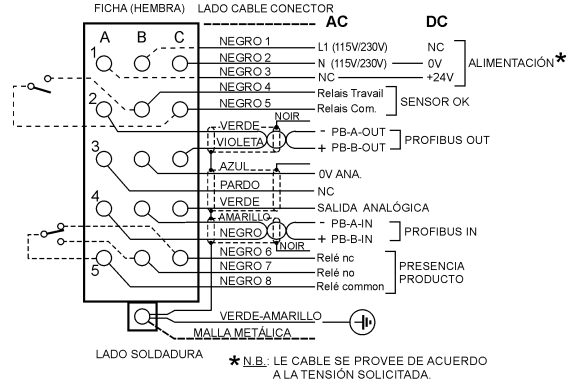 FICHA (HEMBRA) LADO CABLE CONECTOR
AC DC
A B C
1
2
3
4
5
NEGRO 1 L1 (115V/230V) NC
NEGRO 2 N (115V/230V) 0V
NEGRO 3 NC +24V
ALIMENTACIÓN*
NEGRO 4 Relais Travail
NEGRO 5 Relais Com.
SENSOR OK
NOIR
VERDE - PB-A-OUT
VIOLETA + PB-B-OUT
PROFIBUS OUT
AZUL 0V ANA.
PARDO NC
VERDE SALIDA ANALÓGICA
AMARILLO - PB-A-IN
NEGRO + PB-B-IN
PROFIBUS IN
NOIR
NEGRO 6 Relé nc
NEGRO 7 Relé no
NEGRO 8 Relé common
PRESENCIA
PRODUCTO
VERDE-AMARILLO
MALLA METÁLICA
LADO SOLDADURA
* N.B.: LE CABLE SE PROVEE DE ACUERDO
A LA TENSIÓN SOLICITADA.